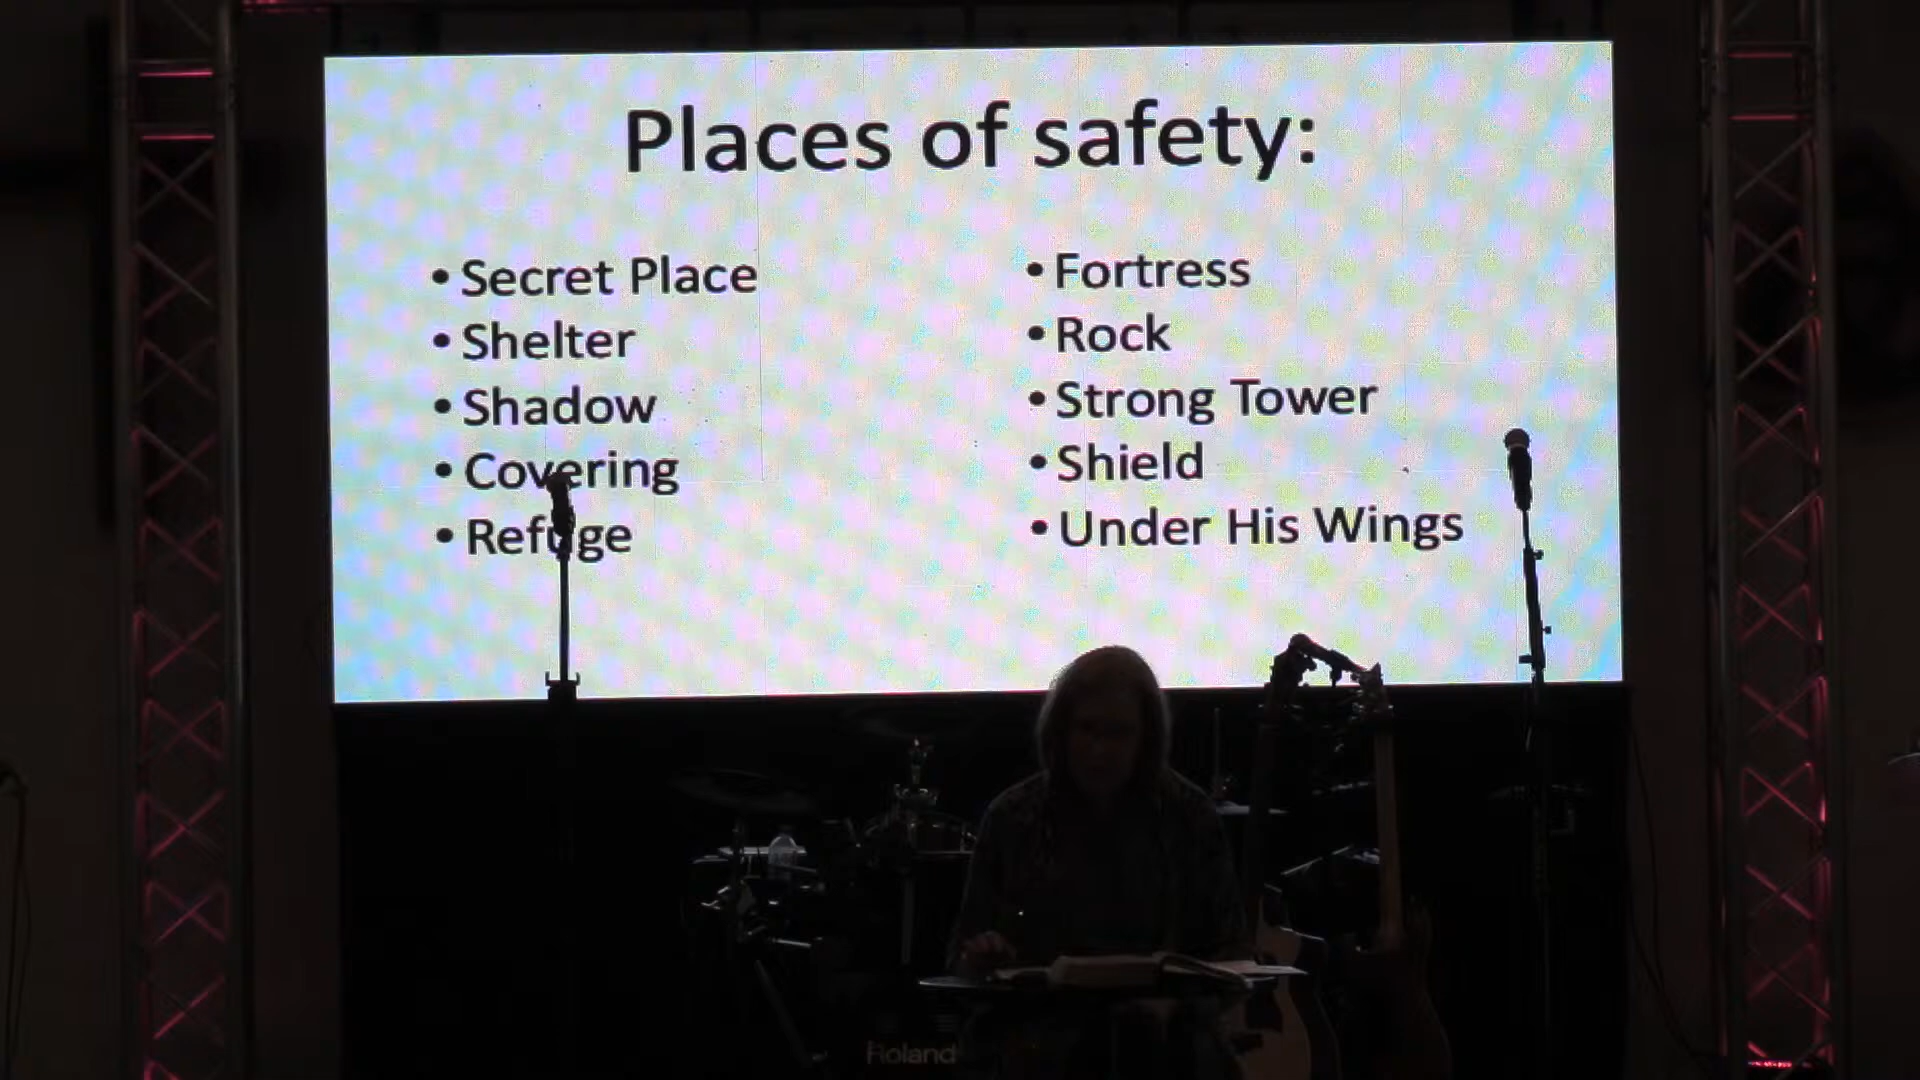 Places of safety:
• Secret Place
• Shelter
• Shadow
• Covering
• Refuge
• Fortress
• Rock
• Strong Tower
• Shield
• Under His Wings
Roland